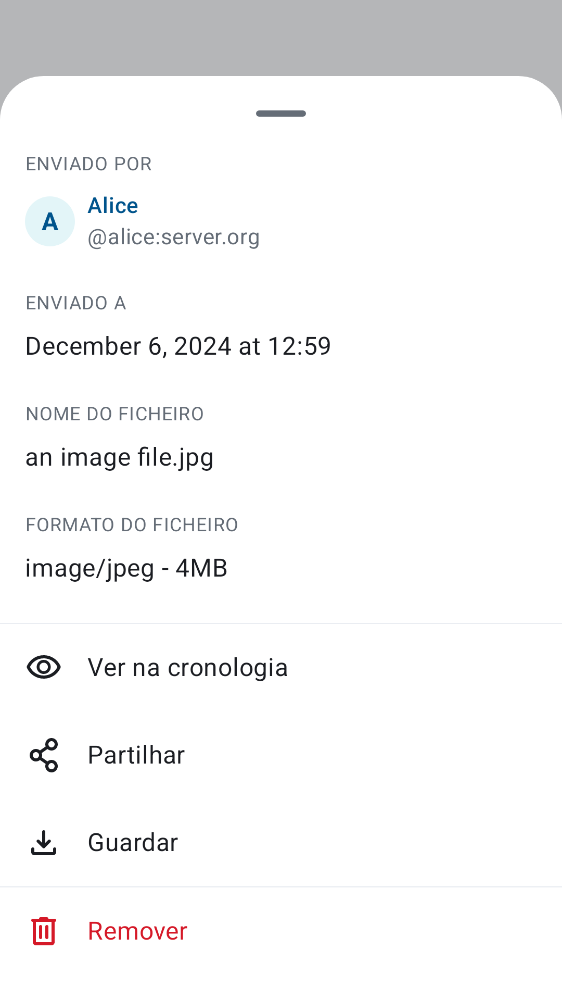 ENVIADO POR
A
Alice
@alice:server.org
ENVIADO A
December 6, 2024 at 12:59
NOME DO FICHEIRO
an image file.jpg
FORMATO DO FICHEIRO
image/jpeg - 4MB
Ver na cronologia
Partilhar
Guardar
Remover